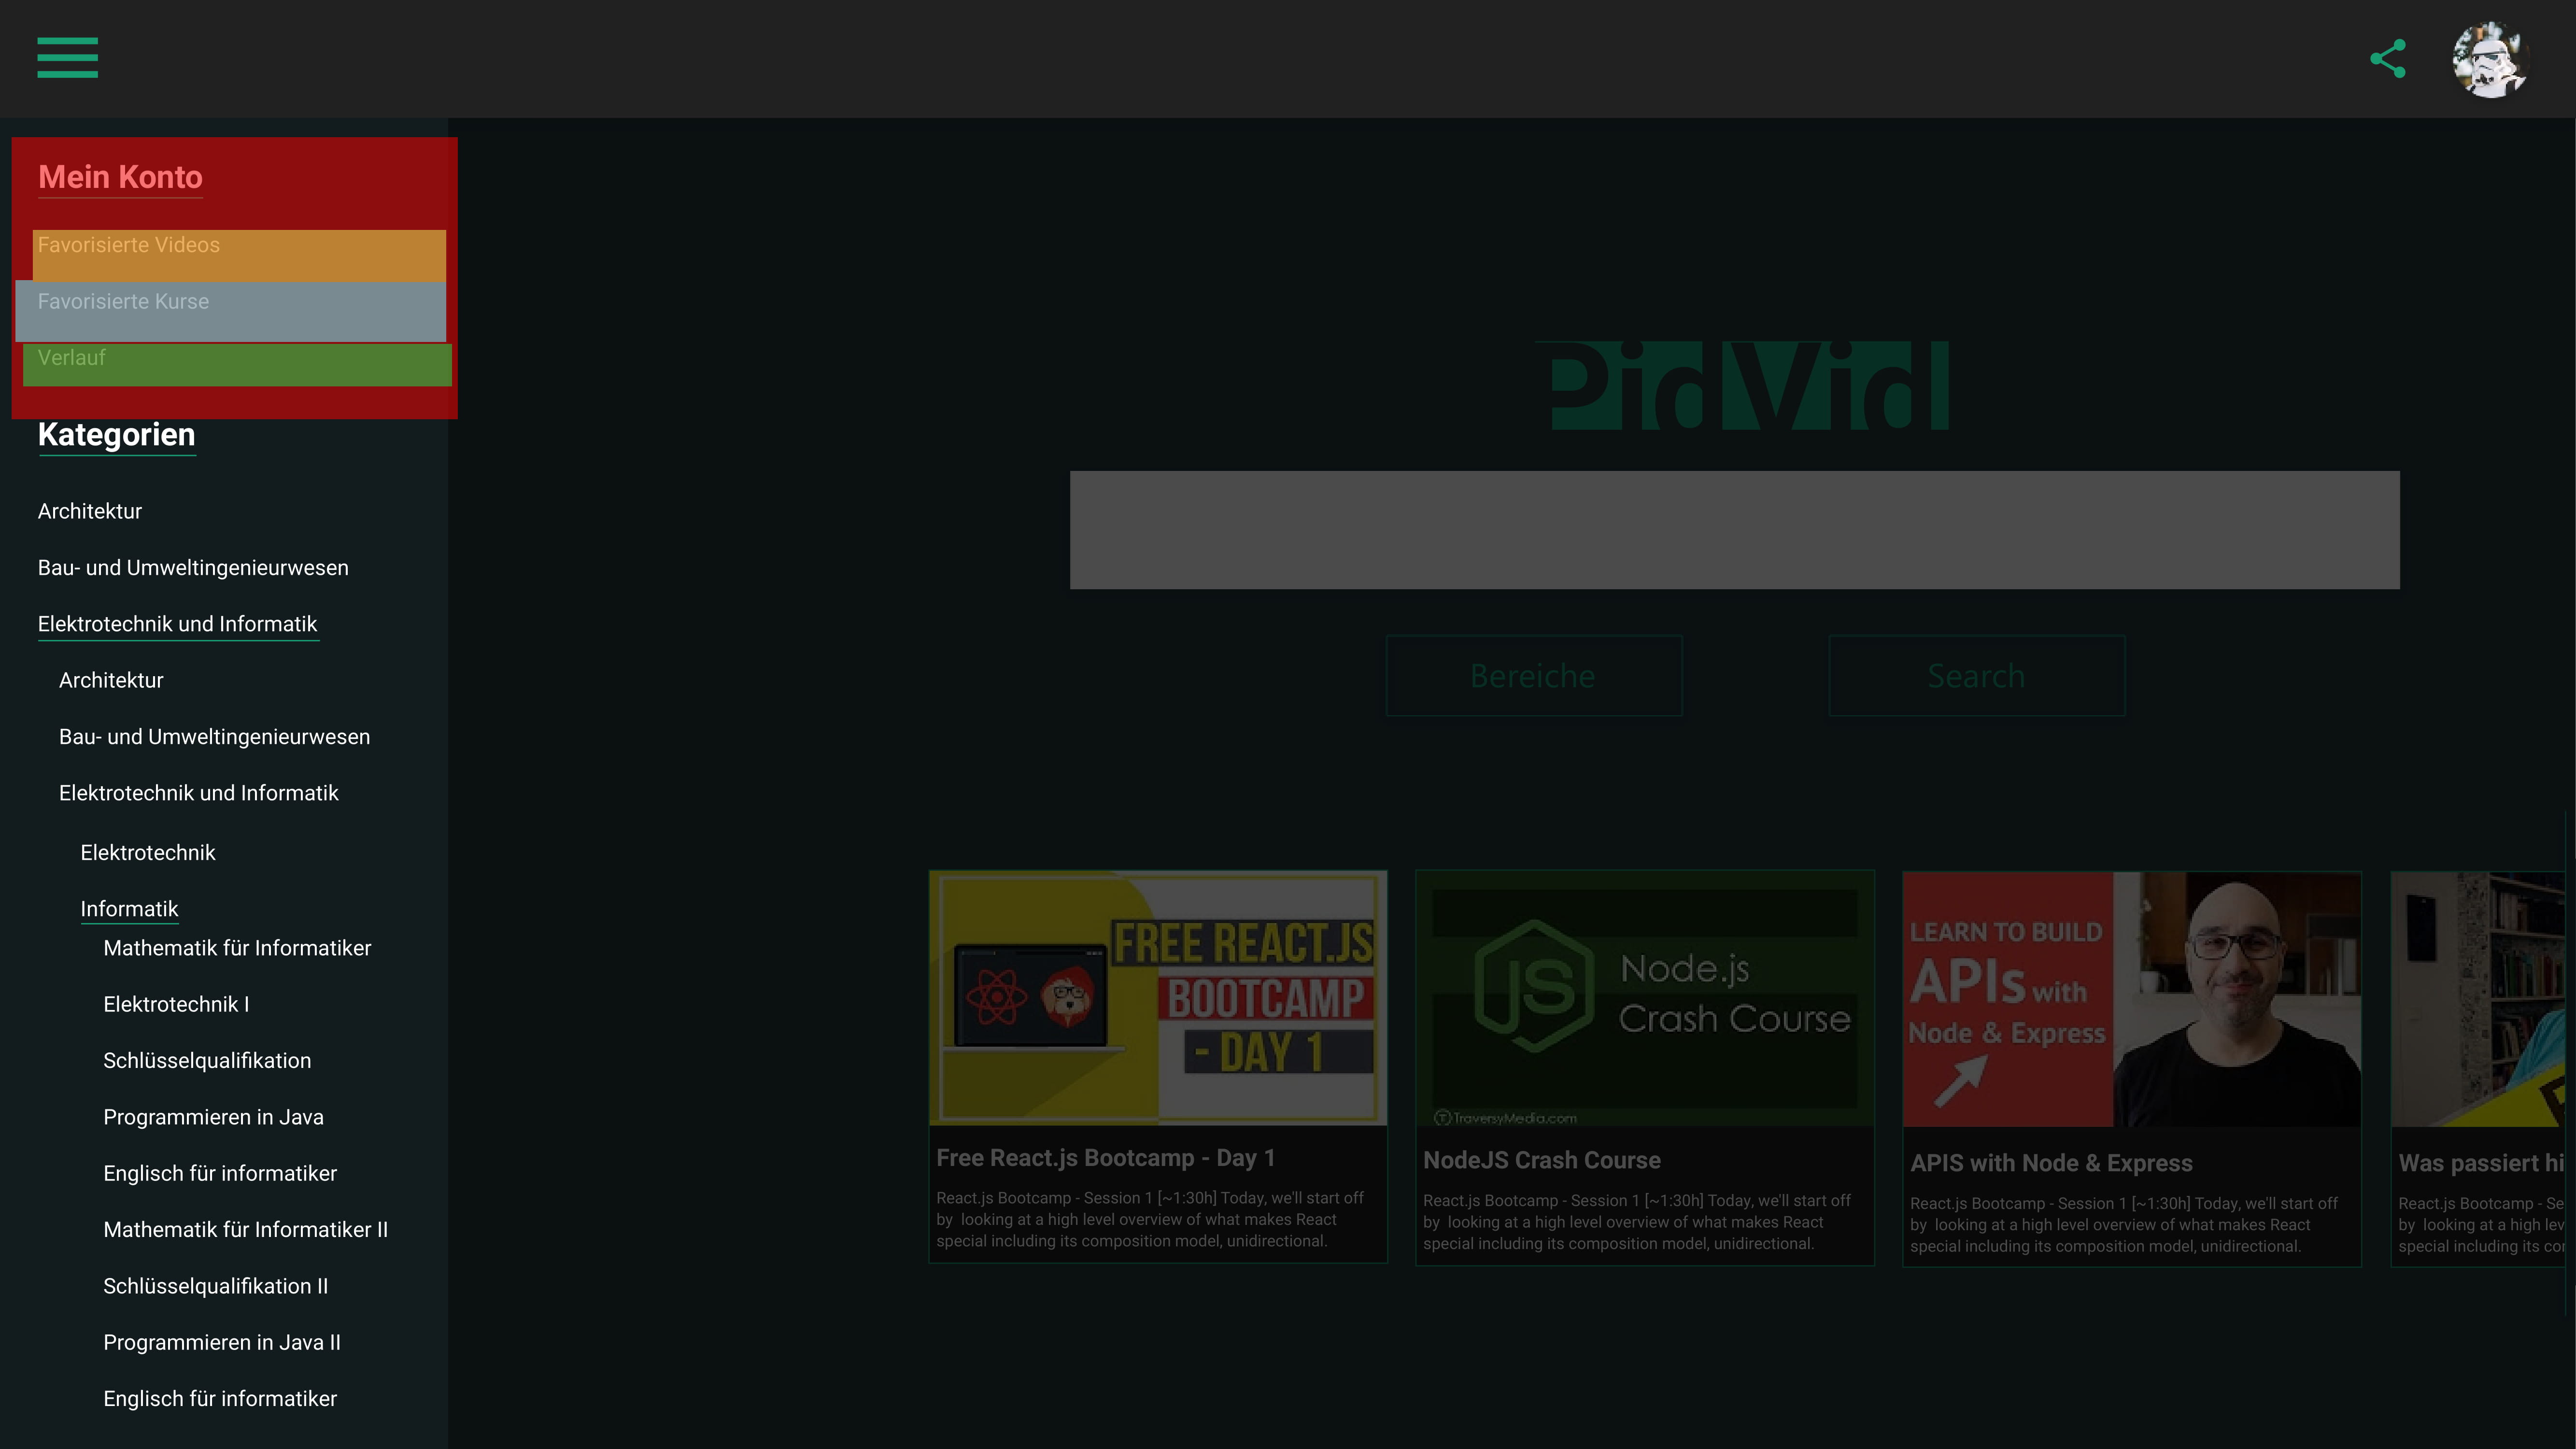 Mein Konto
Favorisierte Videos
Favorisierte Kurse
Verlauf
Kategorien
Architektur
Bau- und Umweltingenieurwesen
Elektrotechnik und Informatik
Architektur
Bau- und Umweltingenieurwesen
Elektrotechnik und Informatik
Elektrotechnik
Informatik
Mathematik für Informatiker
Elektrotechnik I
Schlüsselqualifikation
Programmieren in Java
Englisch für informatiker
Mathematik für Informatiker II
Schlüsselqualifikation II
Programmieren in Java II
Englisch für informatiker
PidVid
Bereiche
Search
FREE REACT.JS
BOOTCAMP
- DAY 1
Free React.js Bootcamp - Day 1
React.js Bootcamp - Session 1 [~1:30h] Today, we'll start off
by looking at a high level overview of what makes React
special including its composition model, unidirectional.
JS
Node.js
Crash Course
TraversyMedia.com
NodeJS Crash Course
React.js Bootcamp - Session 1 [~1:30h] Today, we'll start off
by looking at a high level overview of what makes React
special including its composition model, unidirectional.
LEARN TO BUILD
APIs with
Node & Express
APIS with Node & Express
React.js Bootcamp - Session 1 [~1:30h] Today, we'll start off
by looking at a high level overview of what makes React
special including its composition model, unidirectional.
Was passiert hi
React.js Bootcamp - Se
by looking at a high lev
special including its co